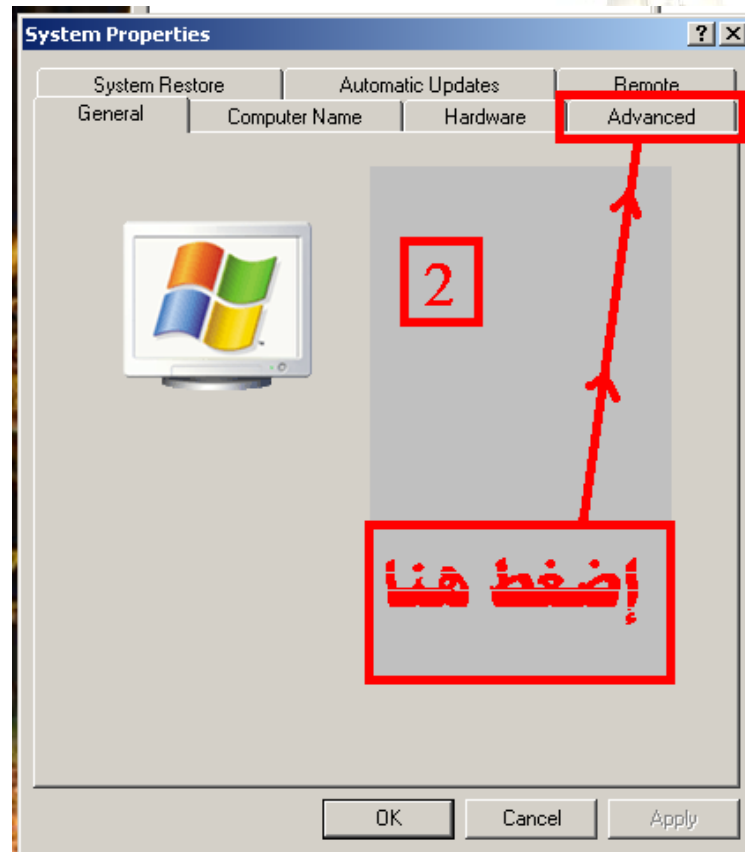 System Properties
System Restore Automatic Updates Remote
General Computer Name Hardware Advanced
2
إضغط هنا
OK Cancel Apply